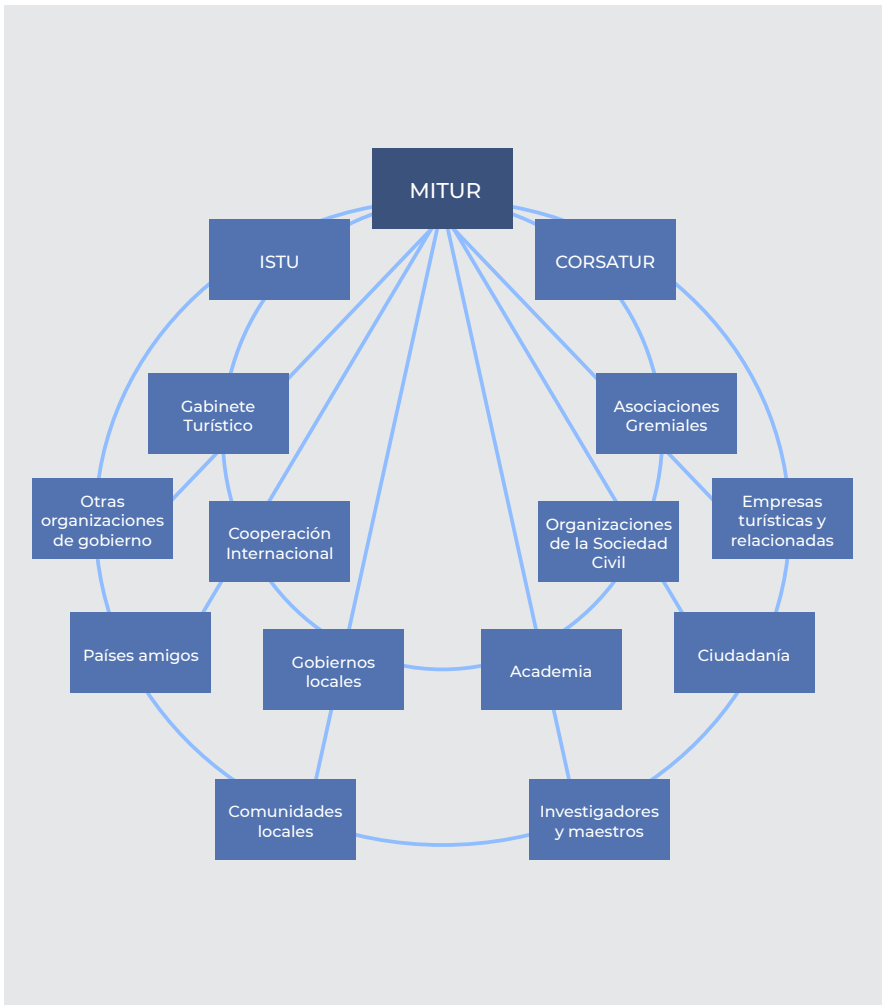 MITUR
ISTU
CORSATUR
Gabinete
Turístico
Asociaciones
Gremiales
Otras
organizaciones
de gobierno
Cooperación
Internacional
Organizaciones
de la Sociedad
Civil
Empresas
turísticas y
relacionadas
Países amigos
Gobiernos
locales
Academia
Ciudadanía
Comunidades
locales
Investigadores
y maestros